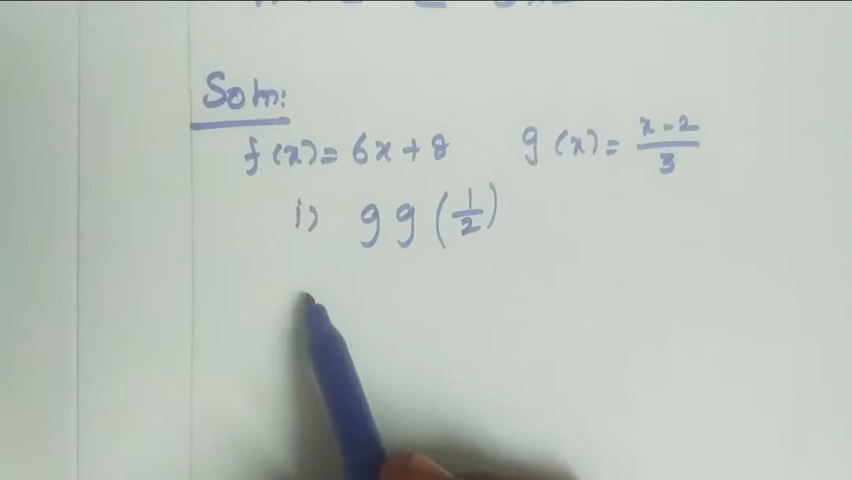 Soln:
f(x)= 6x+8 g(x)= x-2/3
i) gg(1/2)